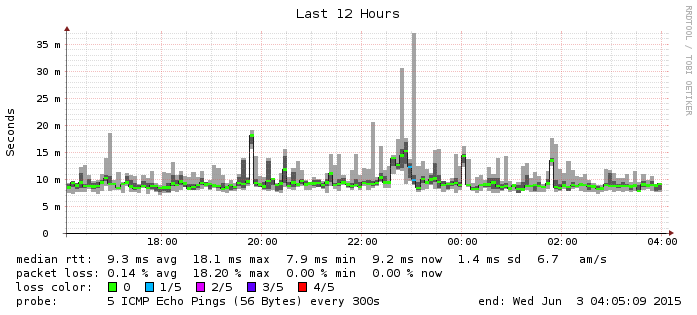 Last 12 Hours
RRDTOOL / TOBI OETIKER
Seconds
35 m
30 m
25 m
20 m
15 m
10 m
5 m
0
18:00 20:00 22:00 00:00 02:00 04:00
median rtt: 9.3 ms avg 18.1 ms max 7.9 ms min 9.2 ms now 1.4 ms sd 6.7 am/s
packet loss: 0.14 % avg 18.20 % max 0.00 % min 0.00 % now
loss color: 0 1/5 2/5 3/5 4/5
probe: 5 ICMP Echo Pings (56 Bytes) every 300s end: Wed Jun 3 04:05:09 2015